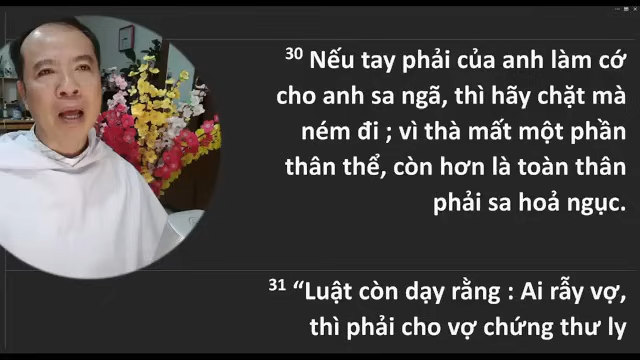 30 Nếu tay phải của anh làm cớ
cho anh sa ngã, thì hãy chặt mà
ném đi ; vì thà mất một phần
thân thể, còn hơn là toàn thân
phải sa hoả ngục.
31 “Luật còn dạy rằng : Ai rẫy vợ,
thì phải cho vợ chứng thư ly